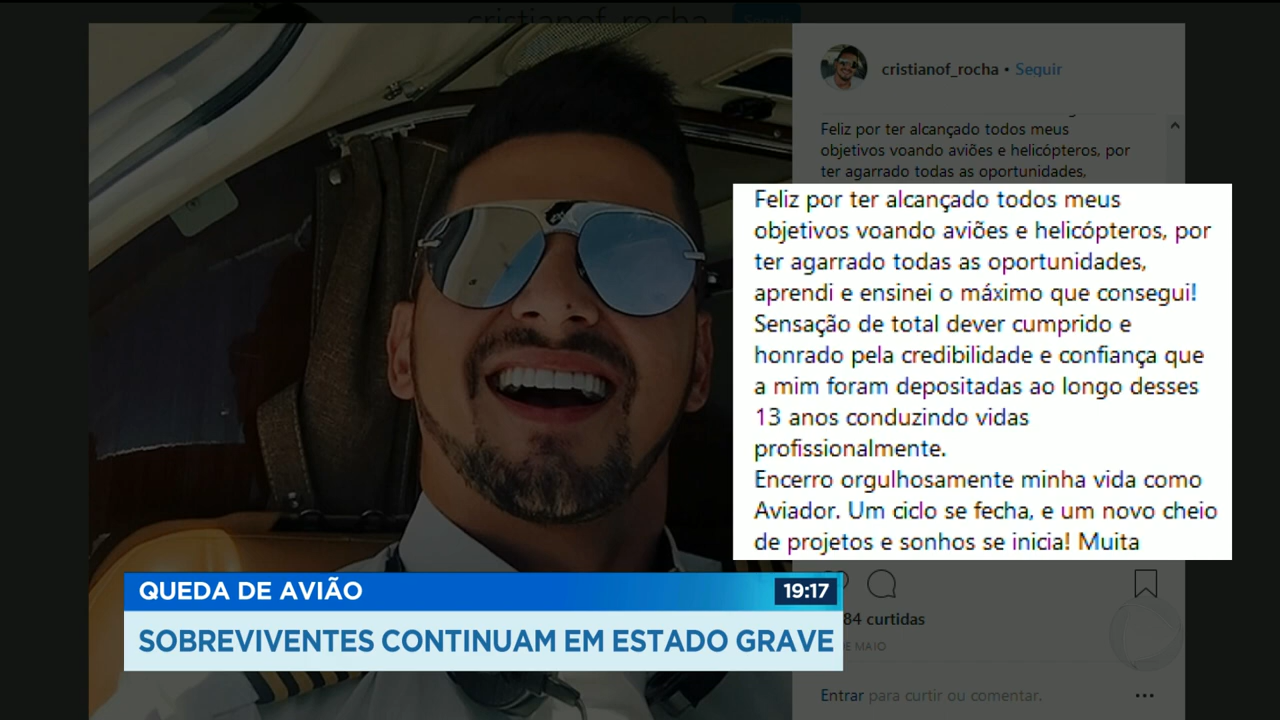 cristianof_rocha
Seguir
cristianof_rocha • Seguir
Feliz por ter alcançado todos meus
objetivos voando aviões e helicópteros, por
ter agarrado todas as oportunidades,
Feliz por ter alcançado todos meus
objetivos voando aviões e helicópteros, por
ter agarrado todas as oportunidades,
aprendi e ensinei o máximo que consegui!
Sensação de total dever cumprido e
honrado pela credibilidade e confiança que
a mim foram depositadas ao longo desses
13 anos conduzindo vidas
profissionalmente.
Encerro orgulhosamente minha vida como
Aviador. Um ciclo se fecha, e um novo cheio
de projetos e sonhos se inicia! Muita
QUEDA DE AVIÃO
19:17
SOBREVIVENTES CONTINUAM EM ESTADO GRAVE
84 curtidas
DE MAIO
Entrar para curtir ou comentar.